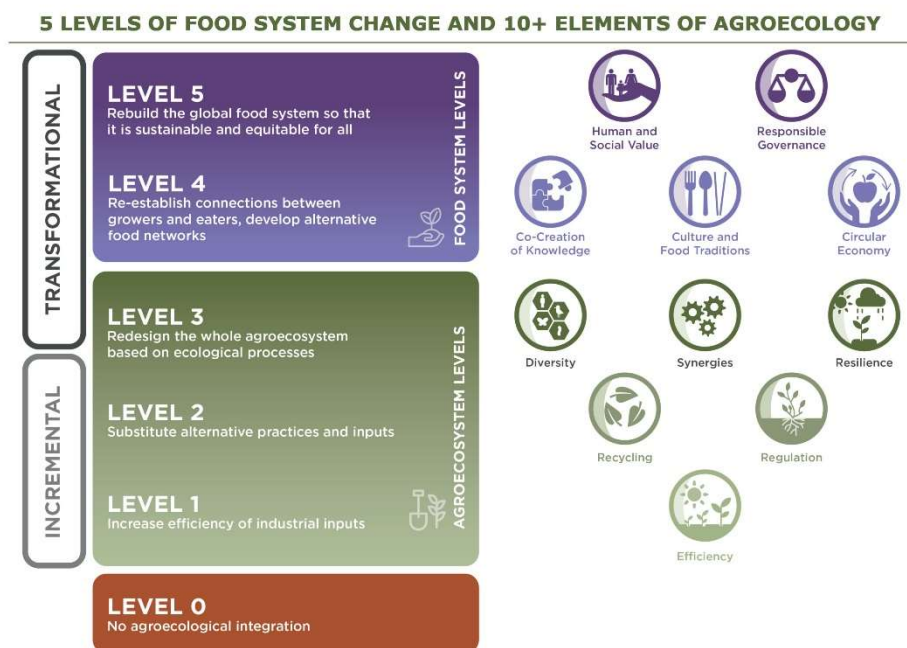 5 LEVELS OF FOOD SYSTEM CHANGE AND 10+ ELEMENTS OF AGROECOLOGY
TRANSFORMATIONAL
INCREMENTAL
LEVEL 5
Rebuild the global food system so that
it is sustainable and equitable for all
LEVEL 4
Re-establish connections between
growers and eaters, develop alternative
food networks
FOOD SYSTEM LEVELS
LEVEL 3
Redesign the whole agroecosystem
based on ecological processes
LEVEL 2
Substitute alternative practices and inputs
LEVEL 1
Increase efficiency of industrial inputs
AGROECOSYSTEM LEVELS
LEVEL 0
No agroecological integration
Human and
Social Value
Responsible
Governance
Co-Creation
of Knowledge
Culture and
Food Traditions
Circular
Economy
Diversity
Synergies
Resilience
Recycling
Regulation
Efficiency